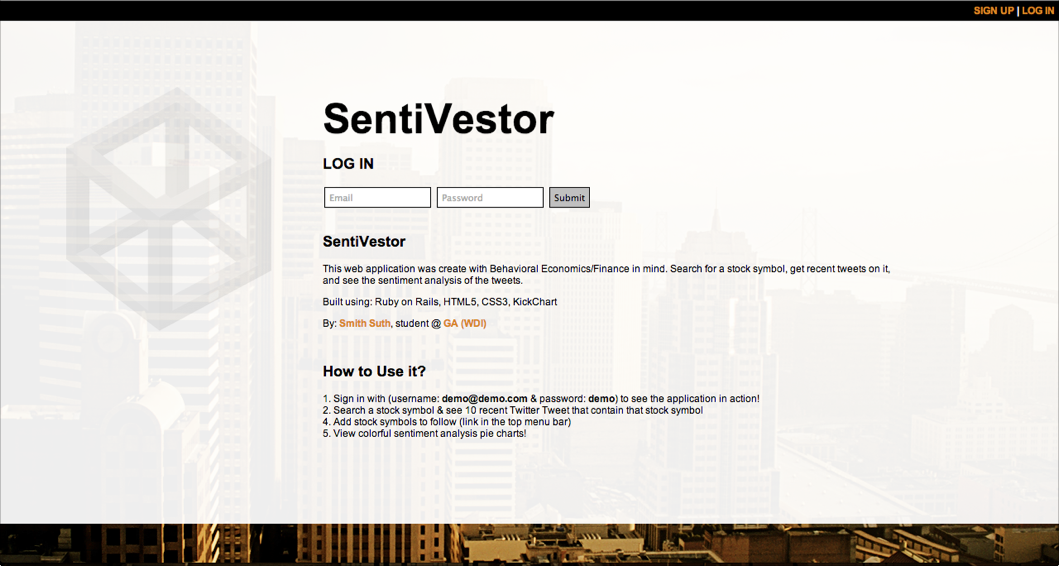 SIGN UP | LOG IN
SentiVestor
LOG IN
Email Password Submit
SentiVestor
This web application was create with Behavioral Economics/Finance in mind. Search for a stock symbol, get recent tweets on it,
and see the sentiment analysis of the tweets.
Built using: Ruby on Rails, HTML5, CSS3, KickChart
By: Smith Suth, student @ GA (WDI)
How to Use it?
1. Sign in with (username: demo@demo.com & password: demo) to see the application in action!
2. Search a stock symbol & see 10 recent Twitter Tweet that contain that stock symbol
4. Add stock symbols to follow (link in the top menu bar)
5. View colorful sentiment analysis pie charts!